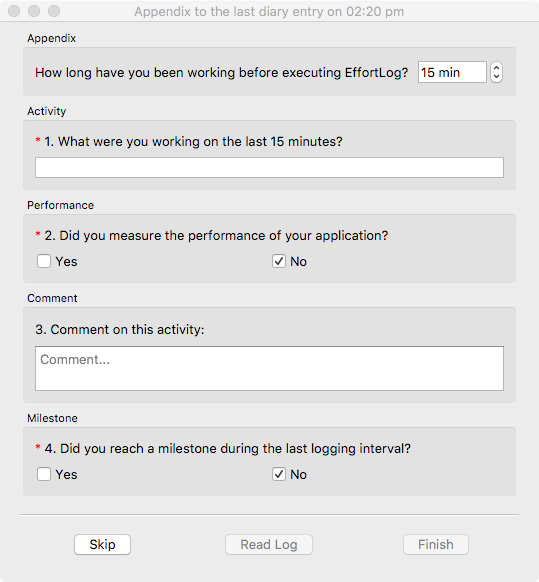 Appendix to the last diary entry on 02:20 pm
Appendix
How long have you been working before executing EffortLog? 15 min
Activity
* 1. What were you working on the last 15 minutes?
Performance
* 2. Did you measure the performance of your application?
Yes No
Comment
3. Comment on this activity:
Comment...
Milestone
* 4. Did you reach a milestone during the last logging interval?
Yes No
Skip Read Log Finish